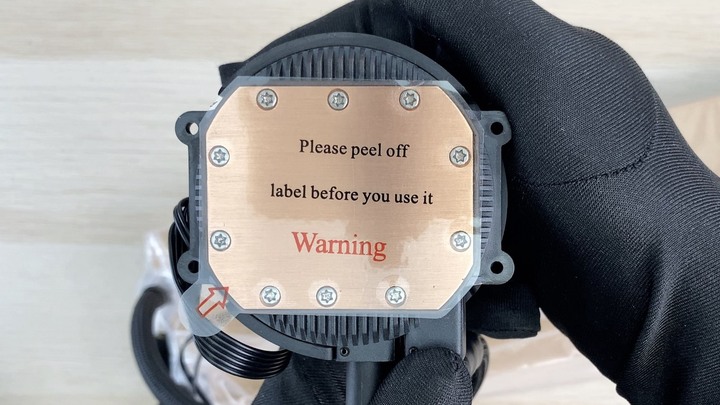 Please peel off
label before you use it
Warning